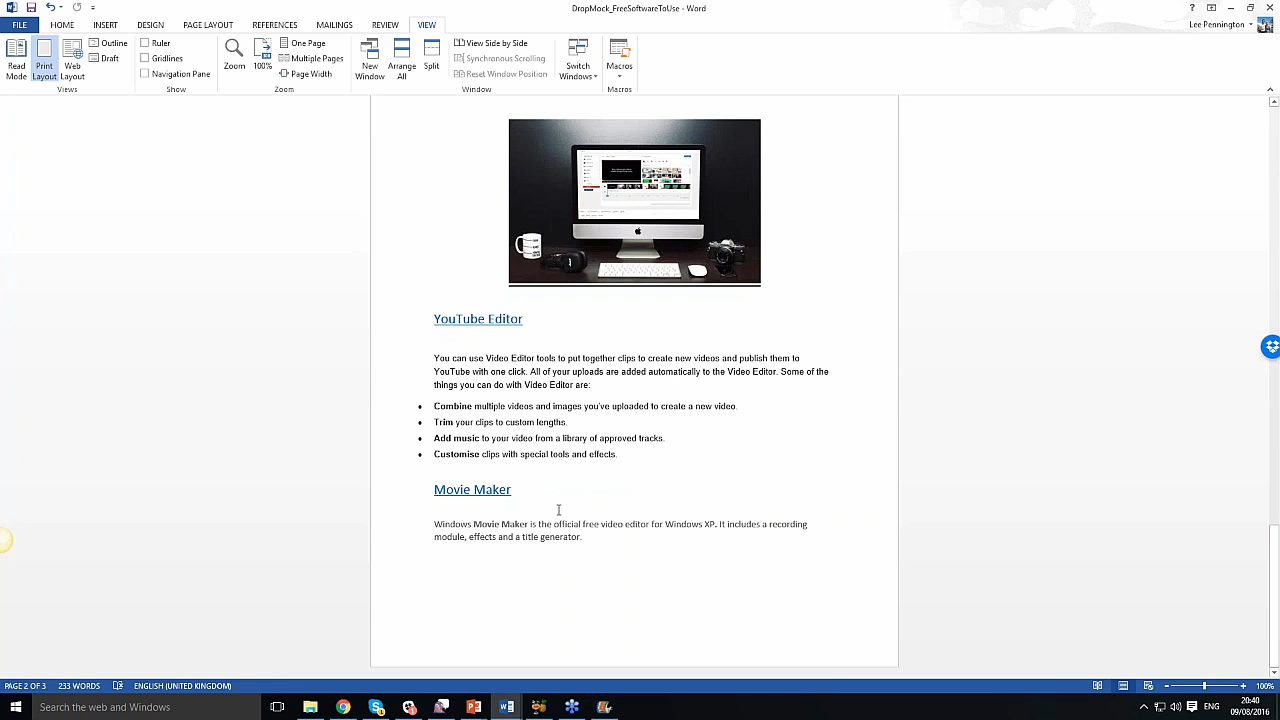 DropMock_FreeSoftwareToUse - Word
FILE HOME INSERT DESIGN PAGE LAYOUT REFERENCES MAILINGS REVIEW VIEW Lee Pennington
Read Mode
Print Layout
Web Layout
Outline
Draft
Views
Ruler
Gridlines
Navigation Pane
Show
Zoom
100%
One Page
Multiple Pages
Page Width
Zoom
New Window
Arrange All
Split
View Side by Side
Synchronous Scrolling
Reset Window Position
Window
Switch Windows
Macros
Macros
YouTube Editor
You can use Video Editor tools to put together clips to create new videos and publish them to
YouTube with one click. All of your uploads are added automatically to the Video Editor. Some of the
things you can do with Video Editor are:
♦ Combine multiple videos and images you've uploaded to create a new video.
♦ Trim your clips to custom lengths.
♦ Add music to your video from a library of approved tracks.
♦ Customise clips with special tools and effects.
Movie Maker
Windows Movie Maker is the official free video editor for Windows XP. It includes a recording
module, effects and a title generator.
PAGE 2 OF 3 233 WORDS ENGLISH (UNITED KINGDOM) 100%
Search the web and Windows
ENG
20:40
09/08/2016